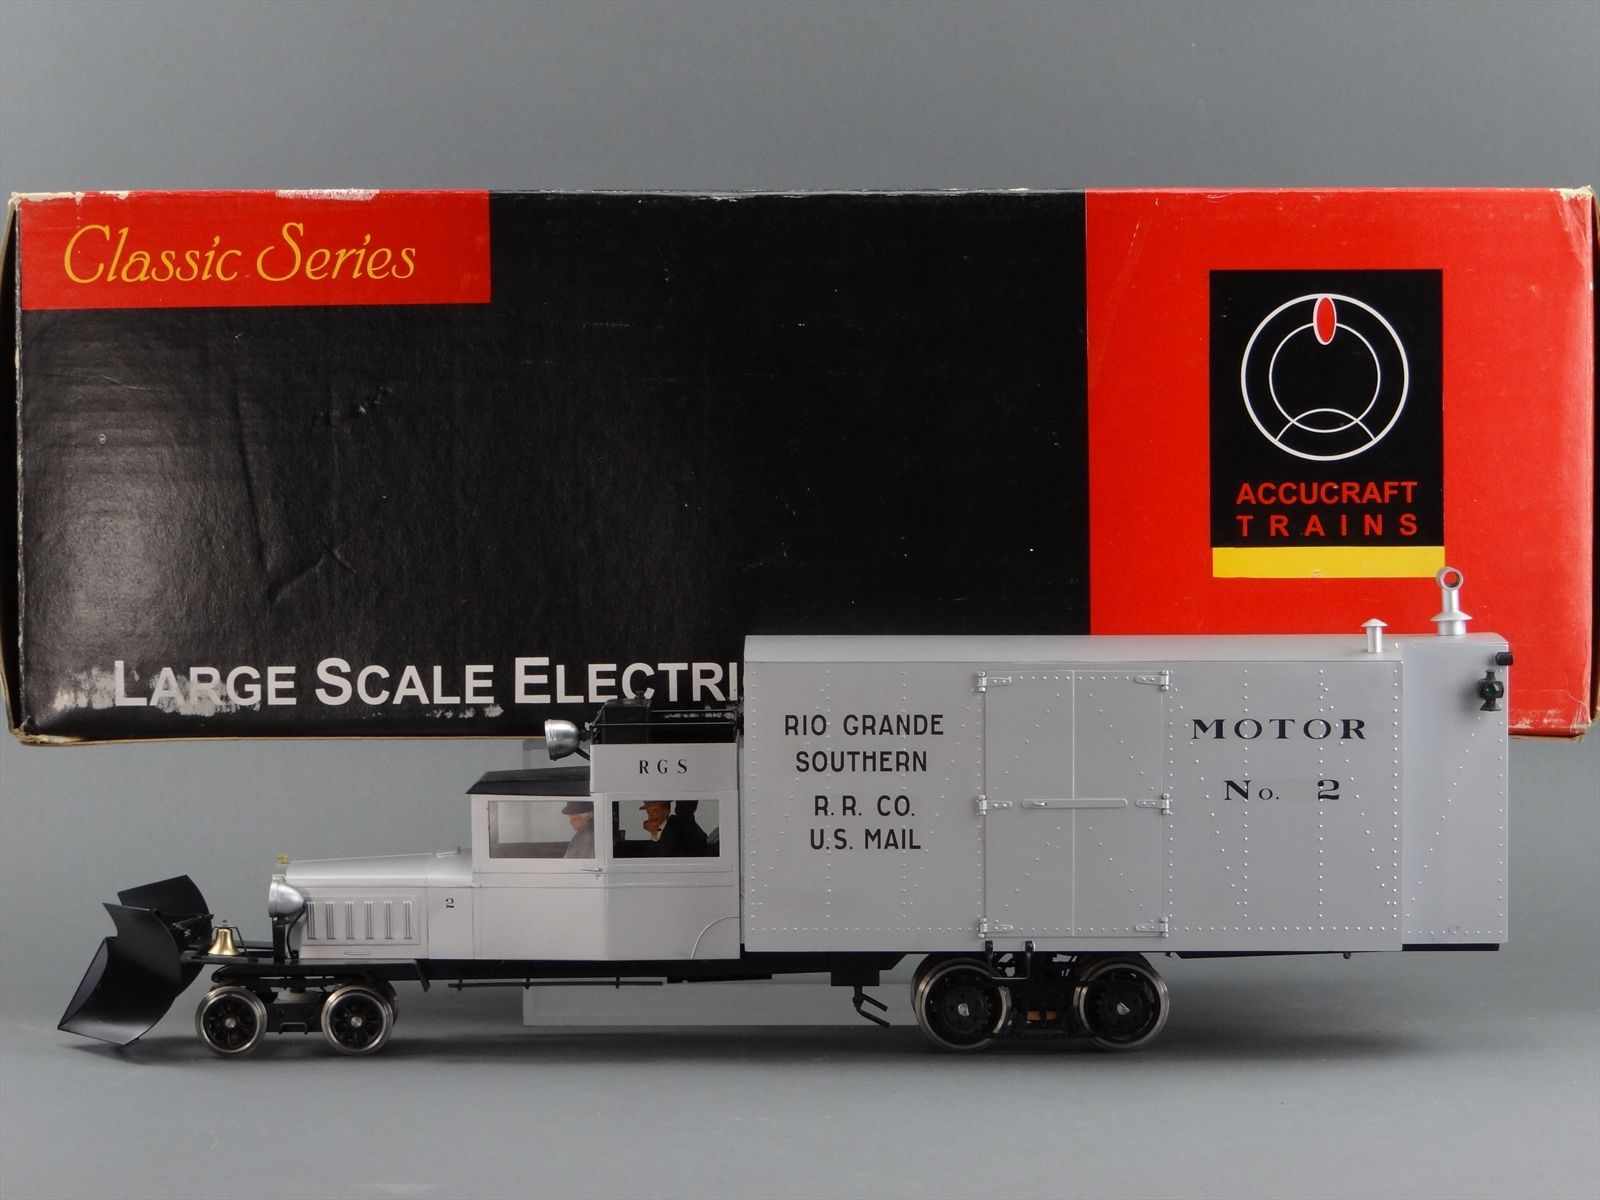 Classic Series
ACCUCRAFT
TRAINS
LARGE SCALE ELECTRI
RIO GRANDE
SOUTHERN
R.R. CO.
U.S. MAIL
MOTOR
No. 2
RGS
2